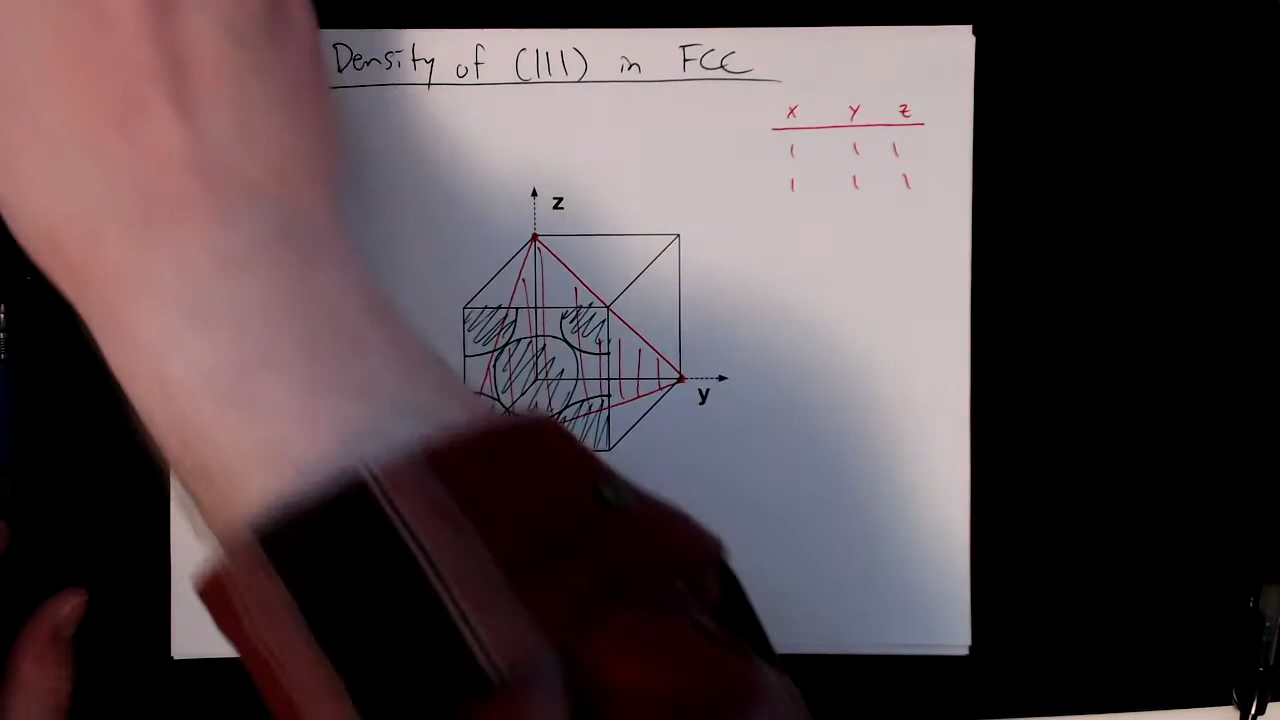 Density of (111) in FCC
x y z
1 1 1
1 1 1
z
y